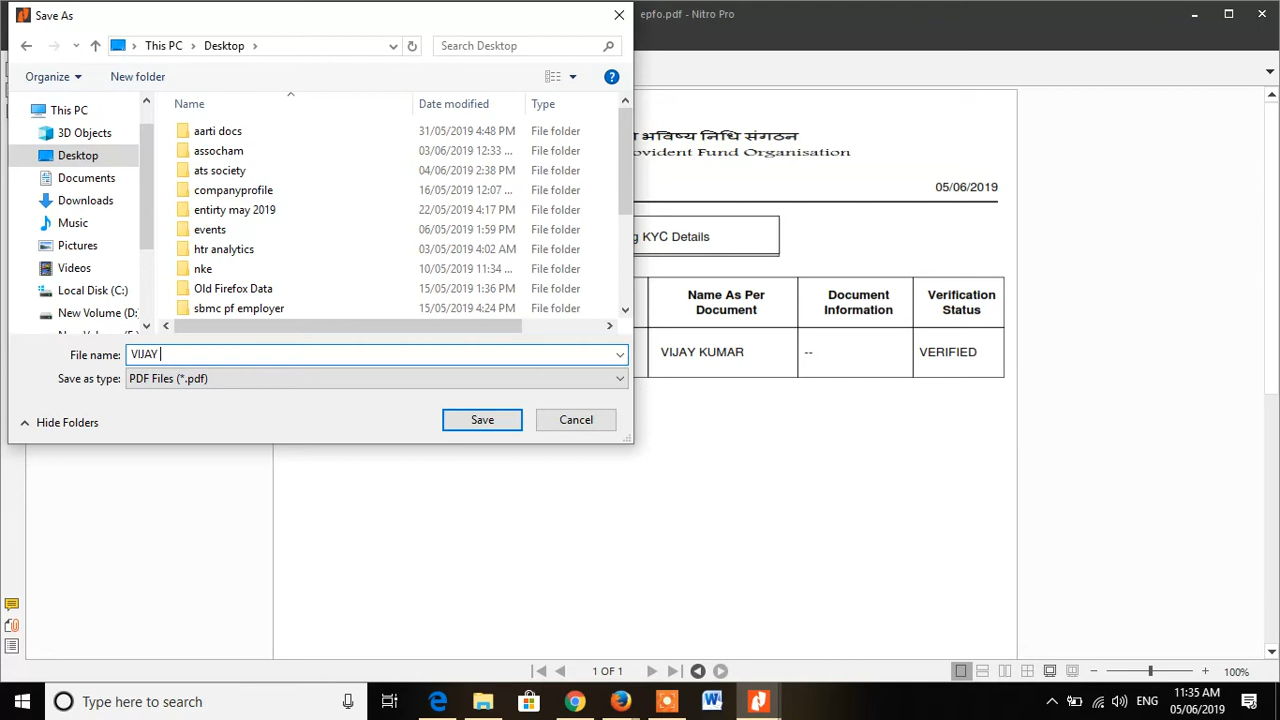 Save As
epfo.pdf - Nitro Pro
This PC
Desktop
Search Desktop
Organize
New folder
Name
Date modified
Type
This PC
3D Objects
Desktop
Documents
Downloads
Music
Pictures
Videos
Local Disk (C:)
New Volume (D:
aarti docs 31/05/2019 4:48 PM File folder
assocham 03/06/2019 12:33 ... File folder
ats society 04/06/2019 2:38 PM File folder
companyprofile 16/05/2019 12:07 ... File folder
entirty may 2019 22/05/2019 4:17 PM File folder
events 06/05/2019 1:59 PM File folder
htr analytics 03/05/2019 4:02 AM File folder
nke 10/05/2019 11:34 ... File folder
Old Firefox Data 15/05/2019 1:36 PM File folder
sbmc pf employer 15/05/2019 4:24 PM File folder
File name: VIJAY
Save as type: PDF Files (*.pdf)
Hide Folders
Save
Cancel
भविष्य निधि संगठन
ovident Fund Organisation
05/06/2019
g KYC Details
Name As Per Document
Document Information
Verification Status
VIJAY KUMAR -- VERIFIED
1 OF 1
100%
Type here to search
ENG
11:35 AM
05/06/2019